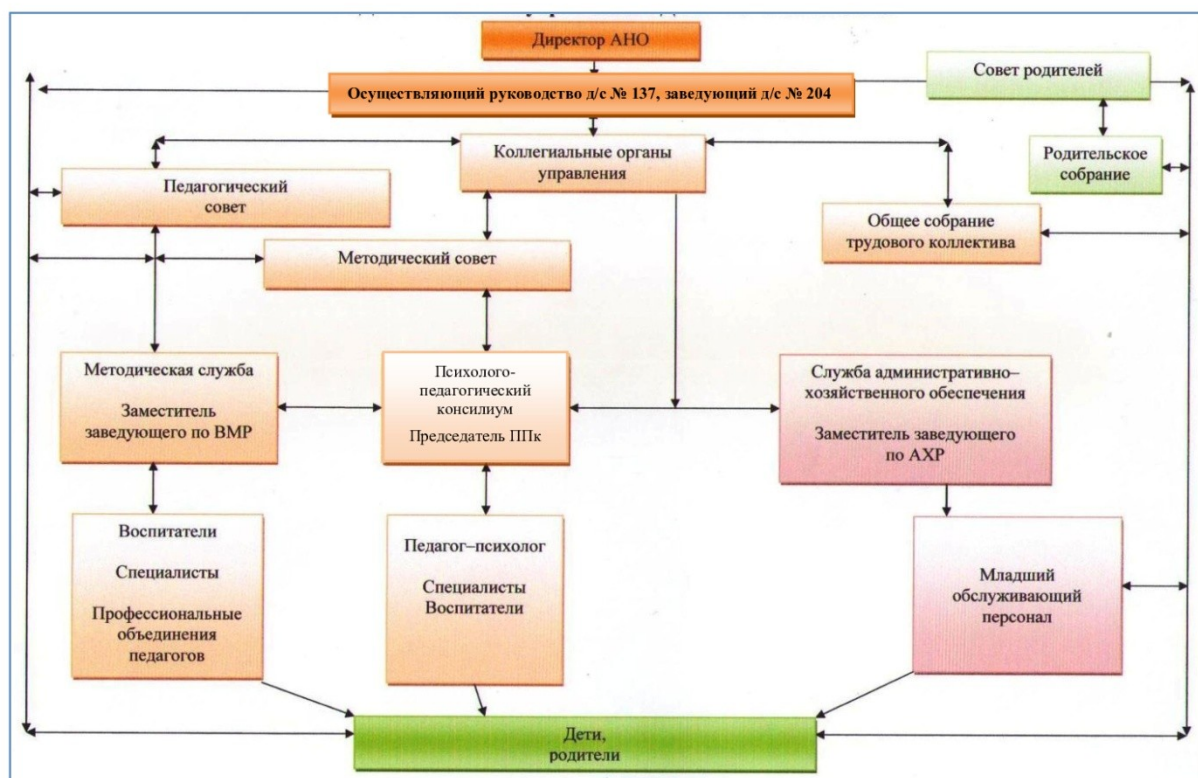 Директор АНО
Совет родителей
Осуществляющий руководство д/с № 137, заведующий д/с № 204
Коллегиальные органы
управления
Родительское
собрание
Педагогический
совет
Общее собрание
трудового коллектива
Методический совет
Методическая служба
Заместитель
заведующего по ВМР
Психолого-
педагогический
консилиум
Председатель ППк
Служба административно–
хозяйственного обеспечения
Заместитель заведующего
по АХР
Воспитатели
Специалисты
Профессиональные
объединения
педагогов
Педагог–психолог
Специалисты
Воспитатели
Младший
обслуживающий
персонал
Дети,
родители